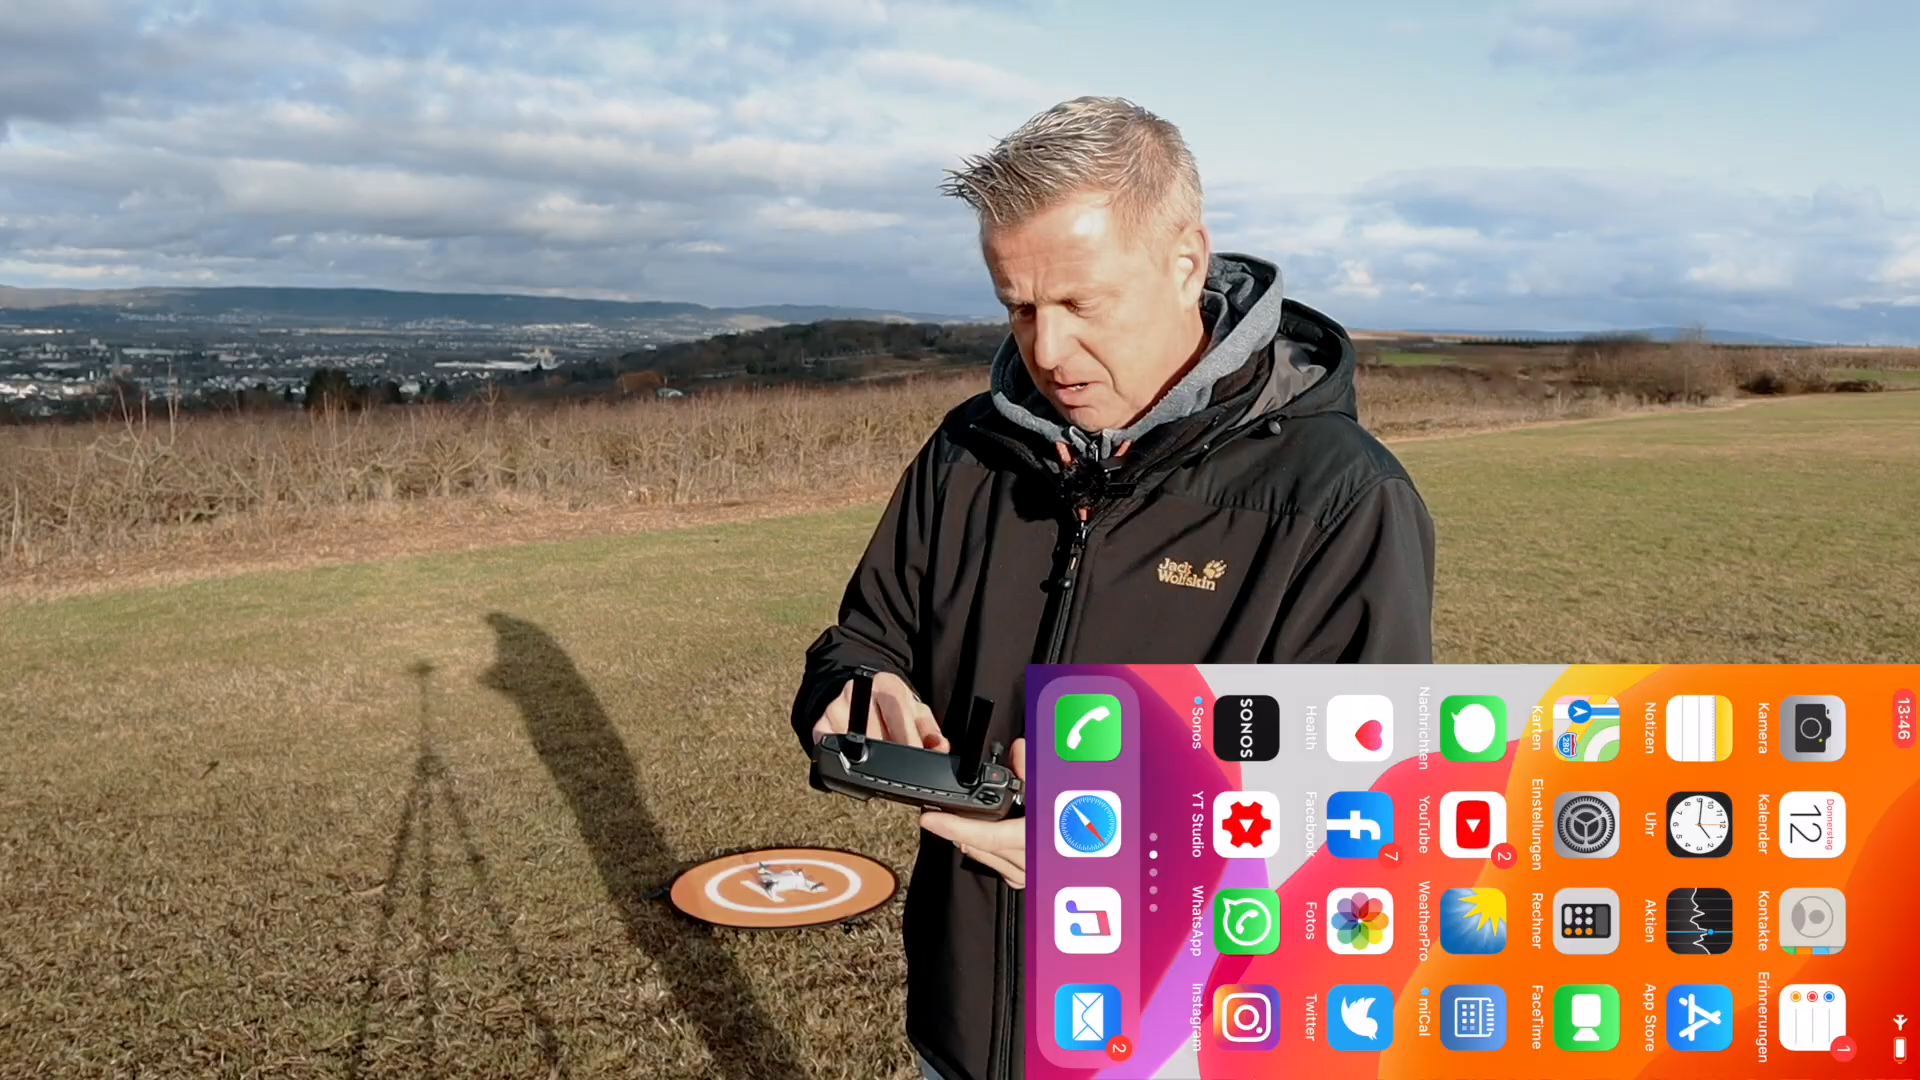 Jack
Wolfskin
13:46
Kamera
Donnerstag
12
Kalender
Kontakte
Erinnerungen
1
Notizen
Uhr
Aktien
App Store
280
Karten
Einstellungen
Rechner
FaceTime
Nachrichten
2
YouTube
WeatherPro
miCal
Health
7
Facebook
Fotos
Twitter
SONOS
Sonos
YT Studio
WhatsApp
Instagram
2